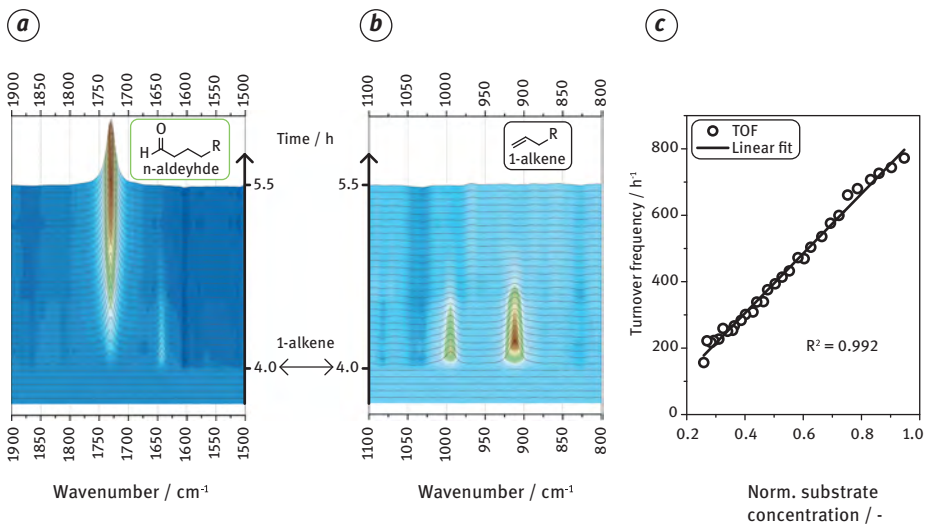 a
b
c
1900
1850
1800
1750
1700
1650
1600
1550
1500
Time / h
H
O
R
n-aldeyhde
5.5
1-alkene
4.0
1900
1850
1800
1750
1700
1650
1600
1550
1500
Wavenumber / cm-1
1100
1000
950
900
850
800
R
1-alkene
5.5
4.0
1100
1000
950
900
850
800
Wavenumber / cm-1
TOF
Linear fit
800
600
400
200
0
Turnover frequency / h-1
R2 = 0.992
0.2
0.4
0.6
0.8
1.0
Norm. substrate
concentration / -